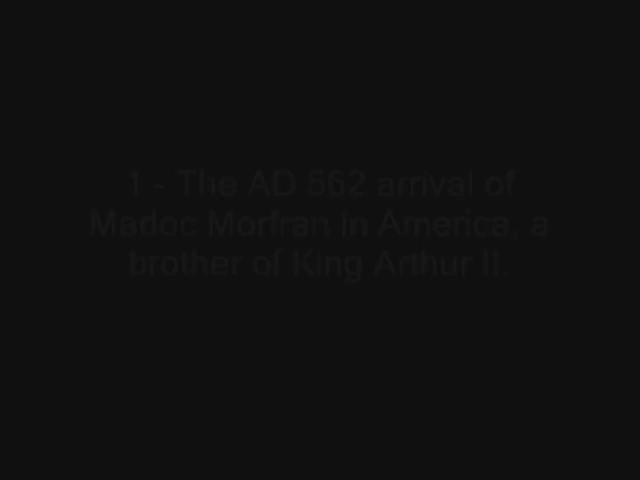 1 - The AD 562 arrival of
Madoc Morfran in America, a
brother of King Arthur II.